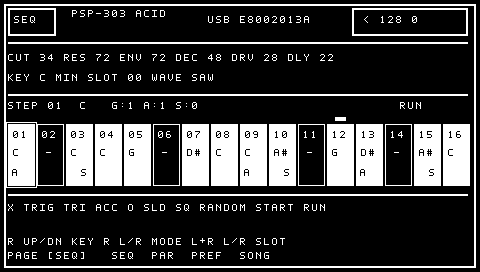 SEQ PSP-303 ACID USB E8002013A < 128 0
CUT 34 RES 72 ENV 72 DEC 48 DRV 28 DLY 22
KEY C MIN SLOT 00 WAVE SAW
STEP 01 C G:1 A:1 S:0 RUN
01 02 03 04 05 06 07 08 09 10 11 12 13 14 15 16
C - C C G - D# C C A# - G D# - A# C
A S A S A S
X TRIG TRI ACC O SLD SQ RANDOM START RUN
R UP/DN KEY R L/R MODE L+R L/R SLOT
PAGE [SEQ] SEQ PAR PREF SONG